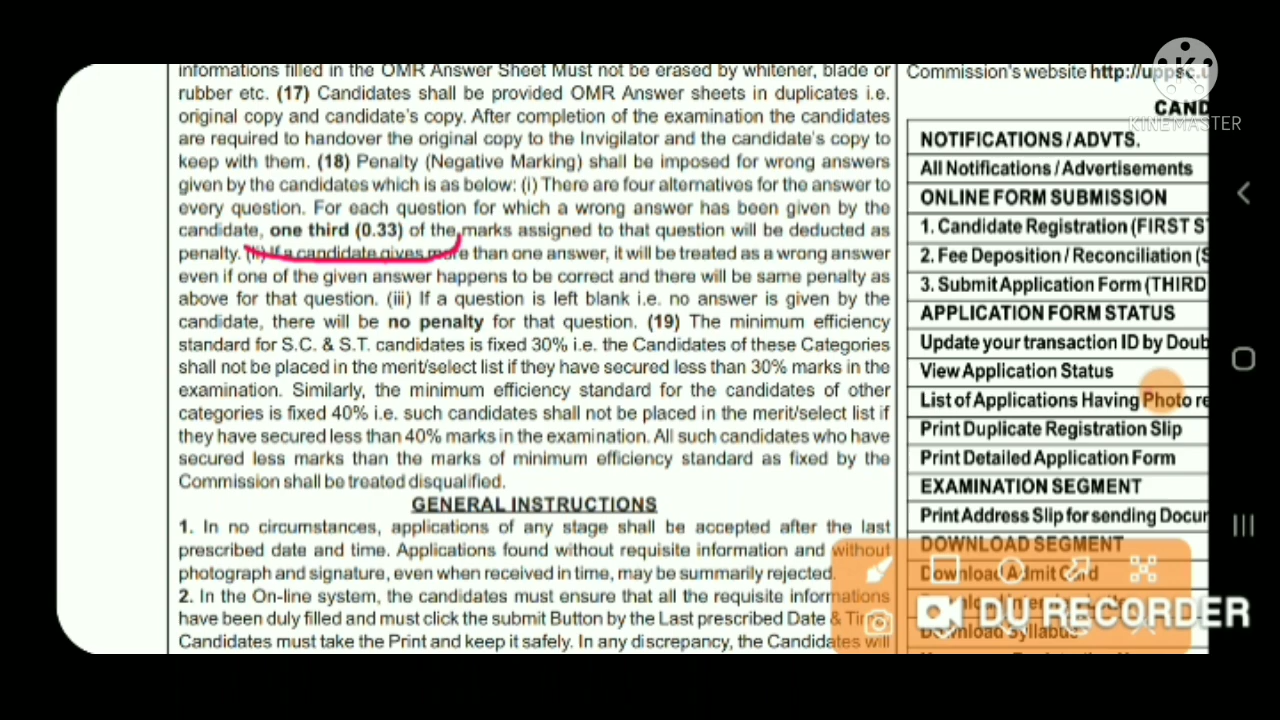 informations filled in the OMR Answer Sheet Must not be erased by whitener, blade or
rubber etc. (17) Candidates shall be provided OMR Answer sheets in duplicates i.e.
original copy and candidate's copy. After completion of the examination the candidates
are required to handover the original copy to the Invigilator and the candidate's copy to
keep with them. (18) Penalty (Negative Marking) shall be imposed for wrong answers
given by the candidates which is as below: (i) There are four alternatives for the answer to
every question. For each question for which a wrong answer has been given by the
candidate, one third (0.33) of the marks assigned to that question will be deducted as
penalty. (ii) If a candidate gives more than one answer, it will be treated as a wrong answer
even if one of the given answer happens to be correct and there will be same penalty as
above for that question. (iii) If a question is left blank i.e. no answer is given by the
candidate, there will be no penalty for that question. (19) The minimum efficiency
standard for S.C. & S.T. candidates is fixed 30% i.e. the Candidates of these Categories
shall not be placed in the merit/select list if they have secured less than 30% marks in the
examination. Similarly, the minimum efficiency standard for the candidates of other
categories is fixed 40% i.e. such candidates shall not be placed in the merit/select list if
they have secured less than 40% marks in the examination. All such candidates who have
secured less marks than the marks of minimum efficiency standard as fixed by the
Commission shall be treated disqualified.
GENERAL INSTRUCTIONS
1. In no circumstances, applications of any stage shall be accepted after the last
prescribed date and time. Applications found without requisite information and without
photograph and signature, even when received in time, may be summarily rejected.
2. In the On-line system, the candidates must ensure that all the requisite informations
have been duly filled and must click the submit Button by the Last prescribed Date & Time.
Candidates must take the Print and keep it safely. In any discrepancy, the Candidates will
Commission's website http://uppsc.
CAND
NOTIFICATIONS / ADVTS.
All Notifications / Advertisements
ONLINE FORM SUBMISSION
1. Candidate Registration (FIRST ST
2. Fee Deposition / Reconciliation (S
3. Submit Application Form (THIRD
APPLICATION FORM STATUS
Update your transaction ID by Doub
View Application Status
List of Applications Having Photo re
Print Duplicate Registration Slip
Print Detailed Application Form
EXAMINATION SEGMENT
Print Address Slip for sending Docur
DOWNLOAD SEGMENT
Download Admit Card
Download Syllabus
K
KINEMASTER
DU RECORDER